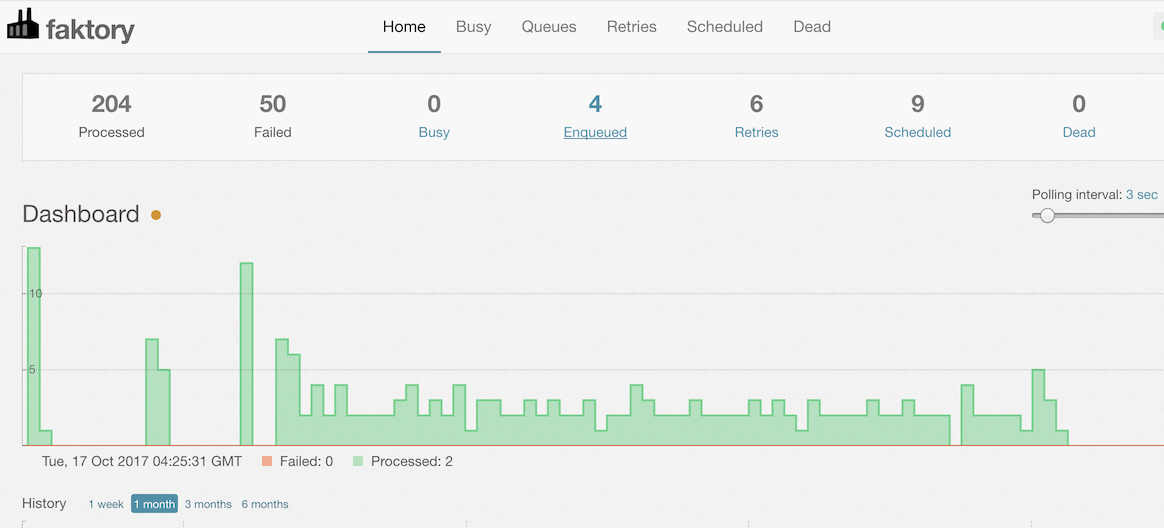 faktory Home Busy Queues Retries Scheduled Dead
204 50 0 4 6 9 0
Processed Failed Busy Enqueued Retries Scheduled Dead
Polling interval: 3 sec
Dashboard
10
5
Tue, 17 Oct 2017 04:25:31 GMT Failed: 0 Processed: 2
History 1 week 1 month 3 months 6 months